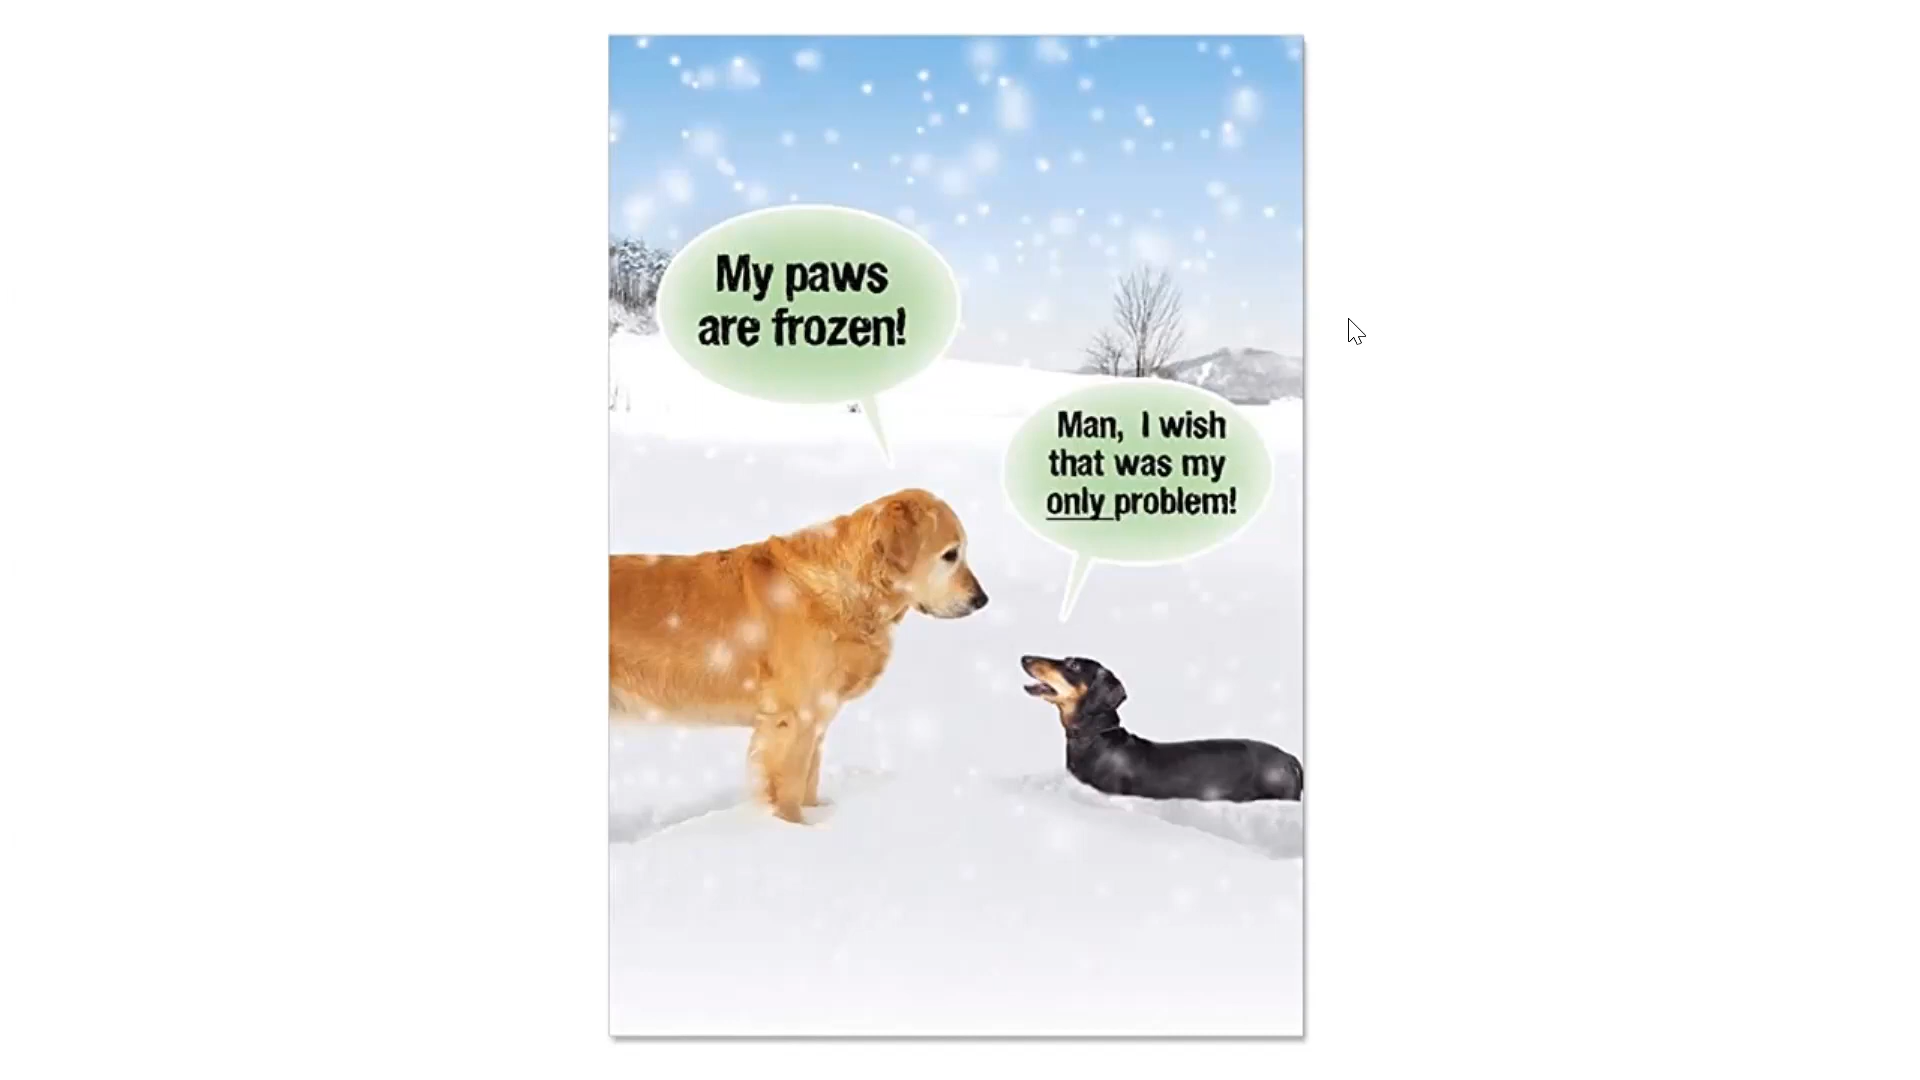 My paws
are frozen!
Man, I wish
that was my
only problem!